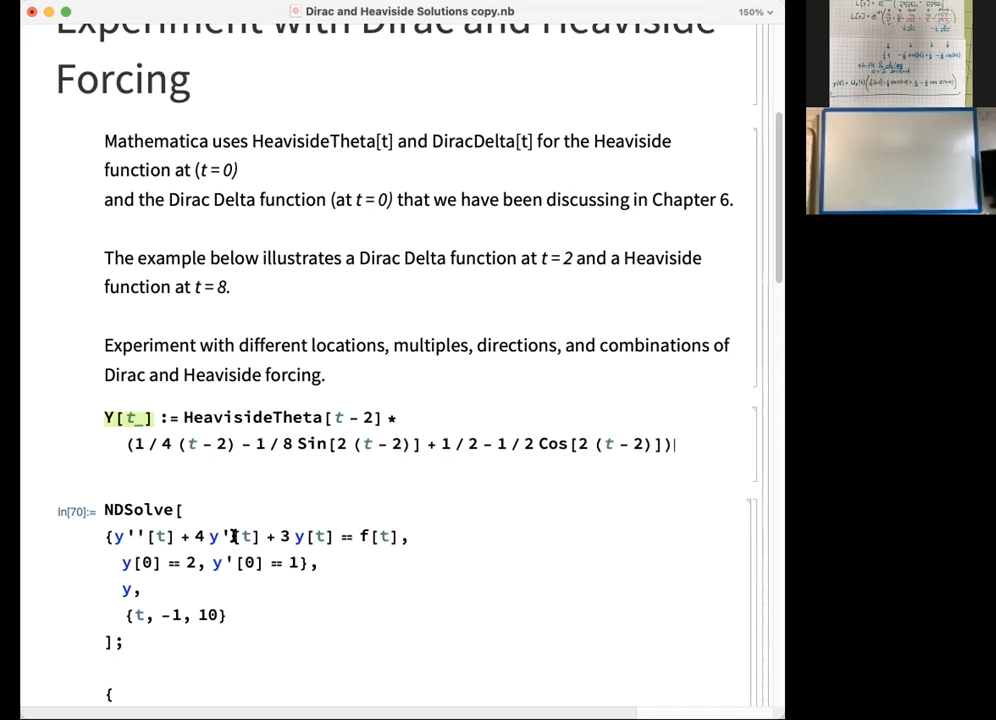 Dirac and Heaviside Solutions copy.nb
150%
Experiment with Dirac and Heaviside
Forcing
Mathematica uses HeavisideTheta[t] and DiracDelta[t] for the Heaviside
function at (t = 0)
and the Dirac Delta function (at t = 0) that we have been discussing in Chapter 6.
The example below illustrates a Dirac Delta function at t = 2 and a Heaviside
function at t = 8.
Experiment with different locations, multiples, directions, and combinations of
Dirac and Heaviside forcing.
Y[t_] := HeavisideTheta[t - 2] *
(1 / 4 (t - 2) - 1 / 8 Sin[2 (t - 2)] + 1 / 2 - 1 / 2 Cos[2 (t - 2)])
In[70]:= NDSolve[
{y''[t] + 4 y'[t] + 3 y[t] == f[t],
y[0] == 2, y'[0] == 1},
y,
{t, -1, 10}
];
{